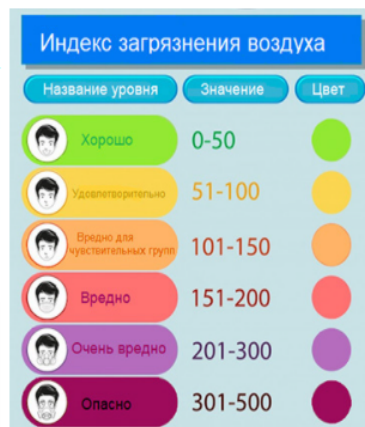 Индекс загрязнения воздуха
Название уровня Значение Цвет
Хорошо 0-50
Удовлетворительно 51-100
Вредно для
чувствительных групп 101-150
Вредно 151-200
Очень вредно 201-300
Опасно 301-500